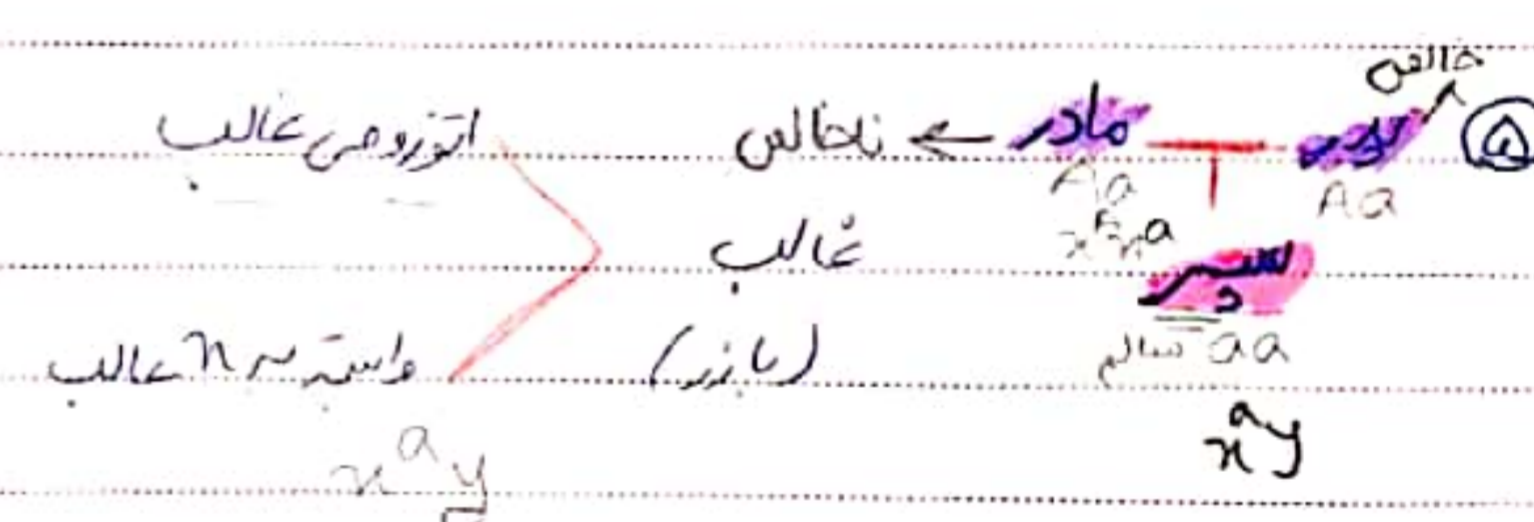 خالص
۵ پدر مادر ← ناخالص اتوزومی غالب
Aa Aa
xᴬxᵃ
پسر غالب
aa سالم (بارز) وابسته به x غالب
xᵃy xᵃy